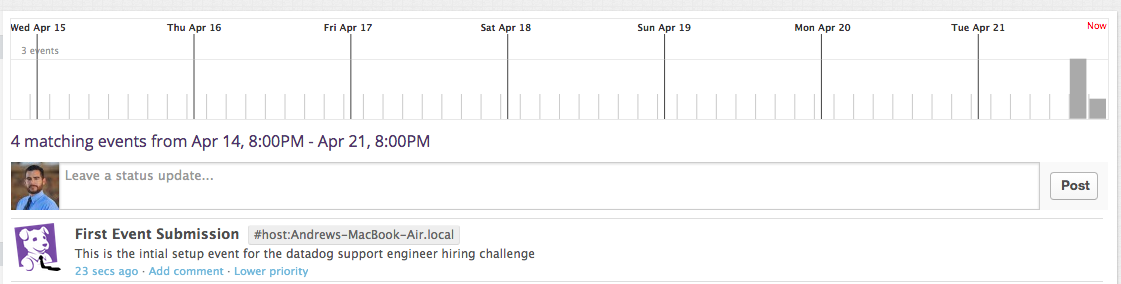 Wed Apr 15 Thu Apr 16 Fri Apr 17 Sat Apr 18 Sun Apr 19 Mon Apr 20 Tue Apr 21 Now
3 events
4 matching events from Apr 14, 8:00PM - Apr 21, 8:00PM
Leave a status update...
Post
First Event Submission #host:Andrews-MacBook-Air.local
This is the intial setup event for the datadog support engineer hiring challenge
23 secs ago · Add comment · Lower priority